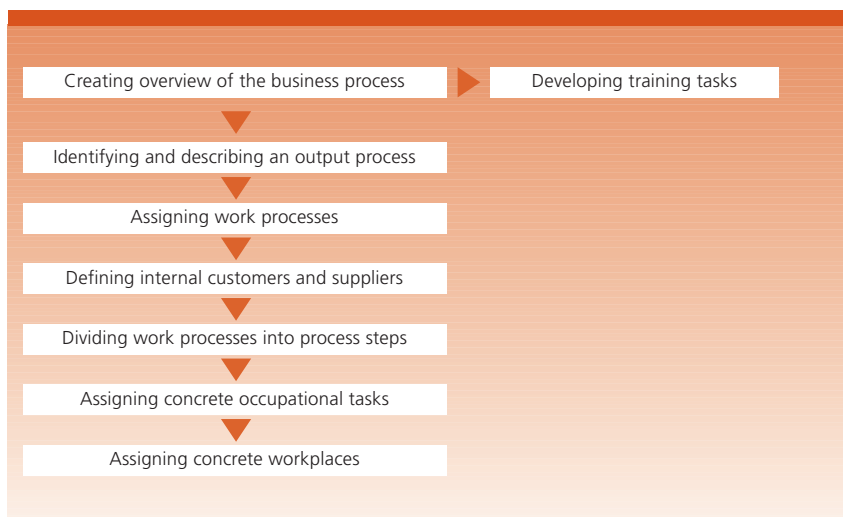 Creating overview of the business process
Developing training tasks
Identifying and describing an output process
Assigning work processes
Defining internal customers and suppliers
Dividing work processes into process steps
Assigning concrete occupational tasks
Assigning concrete workplaces